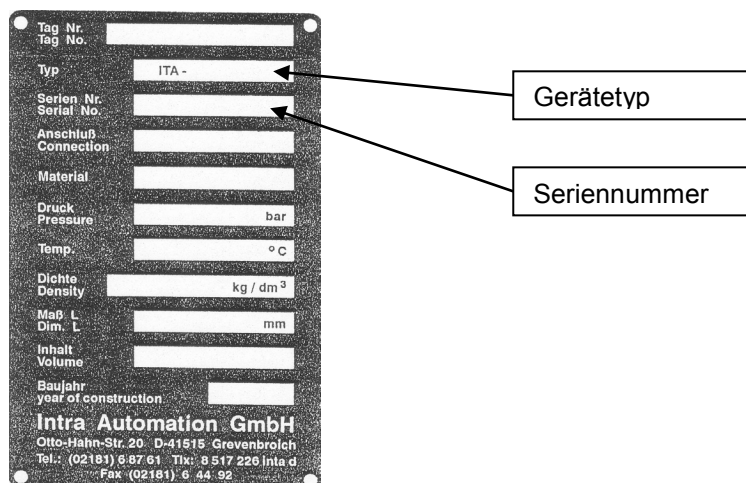 Tag Nr.
Tag No.
Typ ITA -
Gerätetyp
Serien Nr.
Serial No.
Seriennummer
Anschluß
Connection
Material
Druck
Pressure bar
Temp. °C
Dichte
Density kg / dm³
Maß L
Dim. L mm
Inhalt
Volume
Baujahr
year of construction
Intra Automation GmbH
Otto-Hahn-Str. 20 D-41515 Grevenbroich
Tel.: (02181) 6 87 61 Tlx: 8 517 226 inta d
Fax (02181) 6 44 92